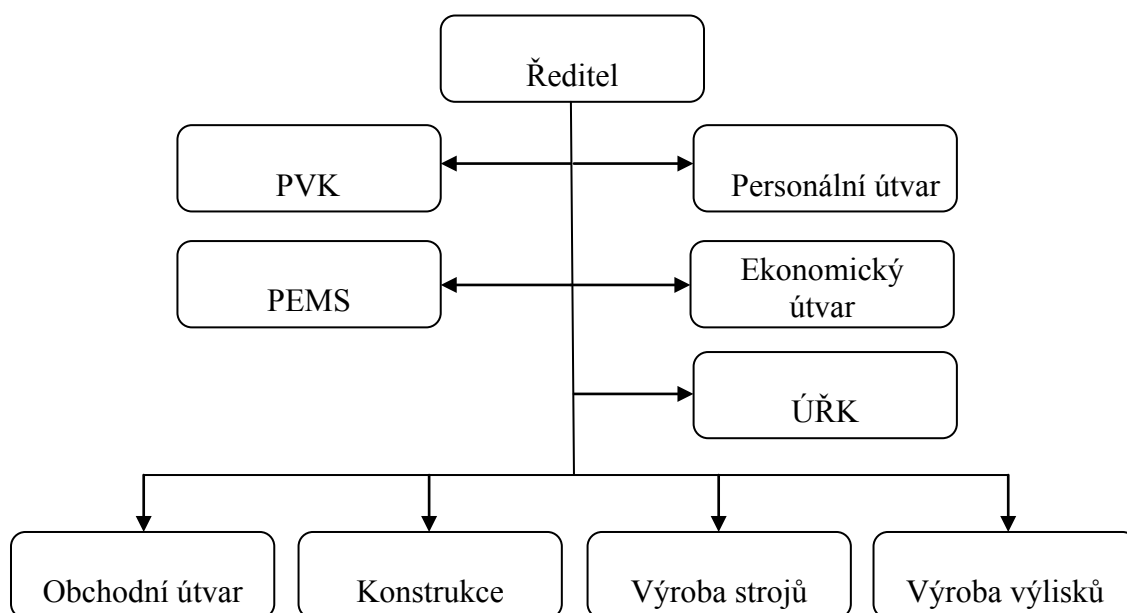 Ředitel
PVK
Personální útvar
PEMS
Ekonomický
útvar
ÚŘK
Obchodní útvar
Konstrukce
Výroba strojů
Výroba výlisků